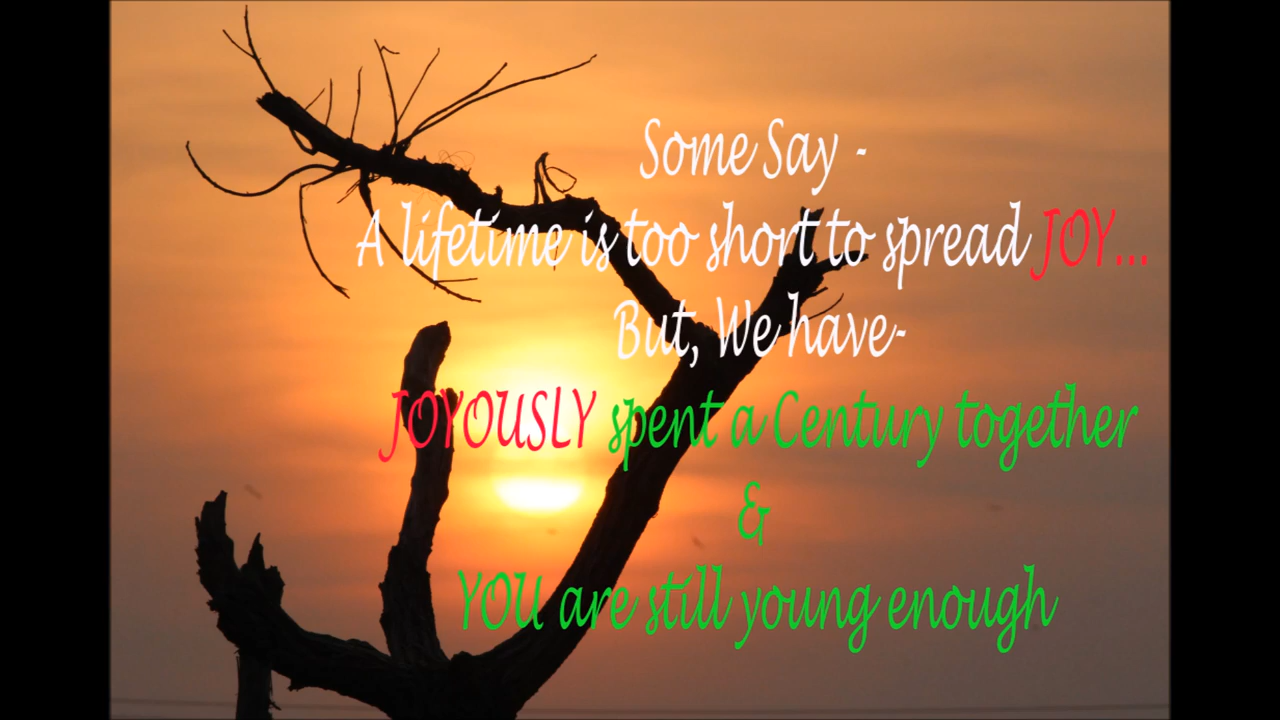 Some Say -
A lifetime is too short to spread JOY...
But, We have-
JOYOUSLY spent a Century together
&
YOU are still young enough